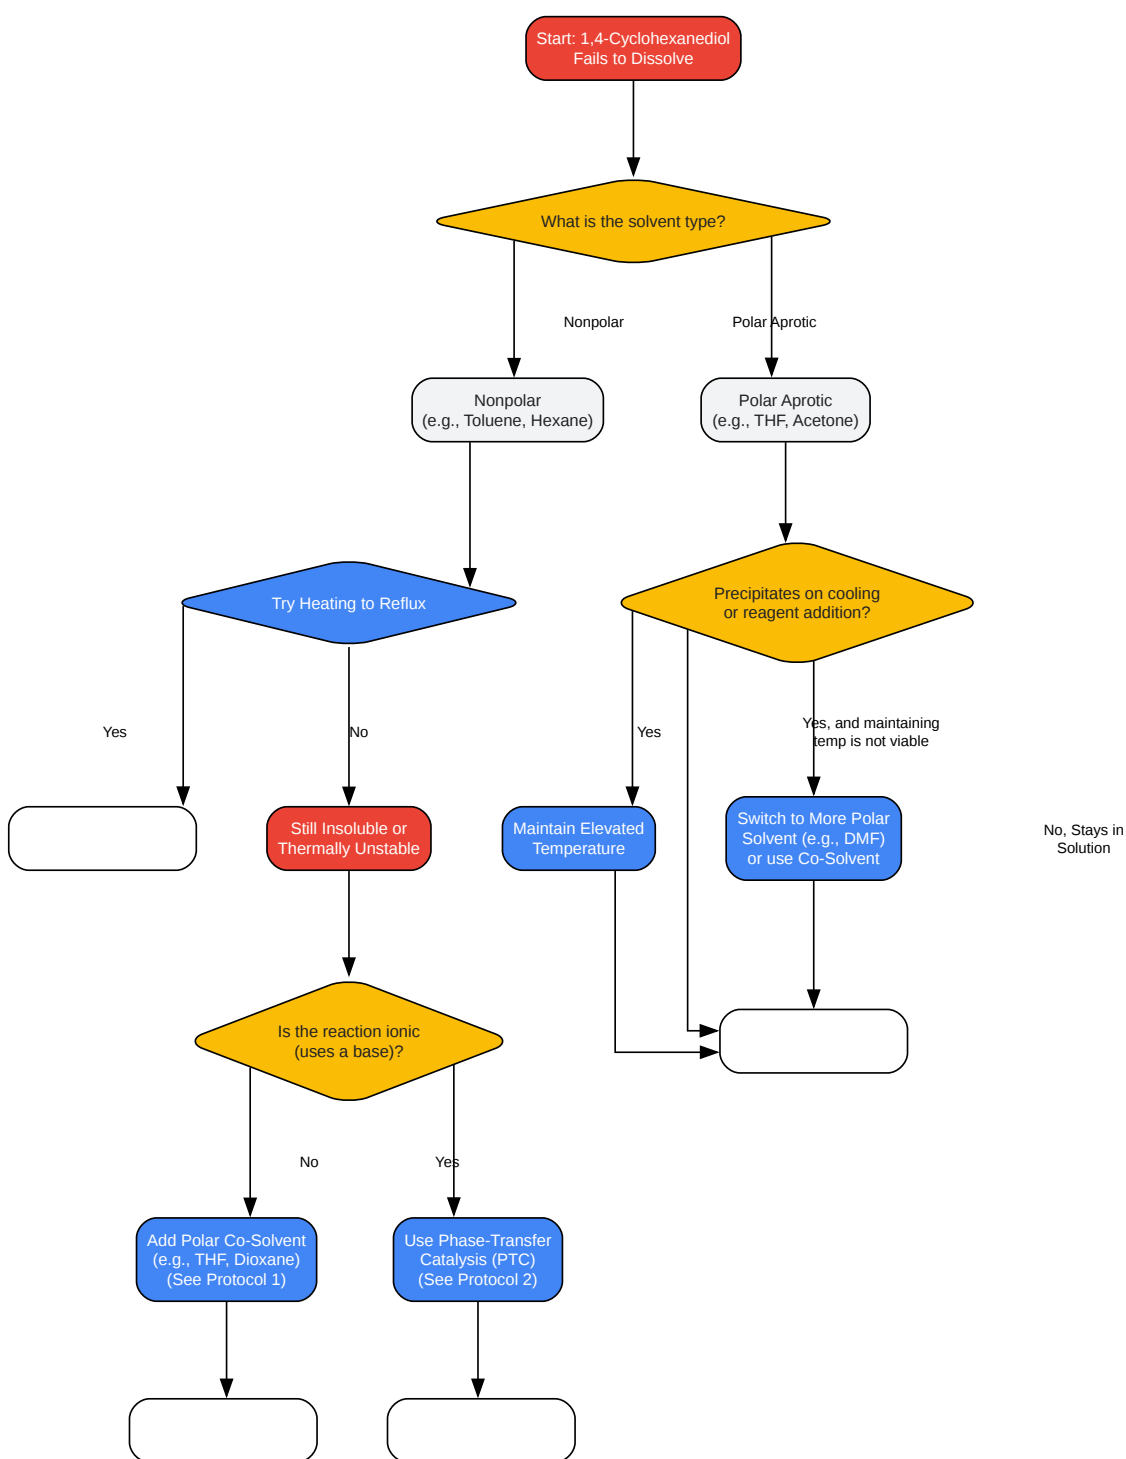 Start: 1,4-Cyclohexanediol
Fails to Dissolve
What is the solvent type?
Nonpolar
Polar Aprotic
Nonpolar
(e.g., Toluene, Hexane)
Polar Aprotic
(e.g., THF, Acetone)
Try Heating to Reflux
Precipitates on cooling
or reagent addition?
Yes
No
Yes
Yes, and maintaining
temp is not viable
Still Insoluble or
Thermally Unstable
Maintain Elevated
Temperature
Switch to More Polar
Solvent (e.g., DMF)
or use Co-Solvent
No, Stays in
Solution
Is the reaction ionic
(uses a base)?
No
Yes
Add Polar Co-Solvent
(e.g., THF, Dioxane)
(See Protocol 1)
Use Phase-Transfer
Catalysis (PTC)
(See Protocol 2)